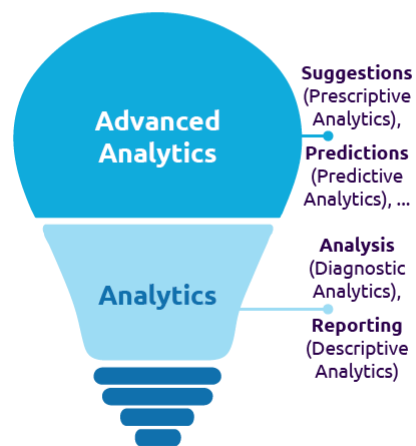 Advanced
Analytics
Suggestions
(Prescriptive
Analytics),
Predictions
(Predictive
Analytics), ...
Analytics
Analysis
(Diagnostic
Analytics),
Reporting
(Descriptive
Analytics)